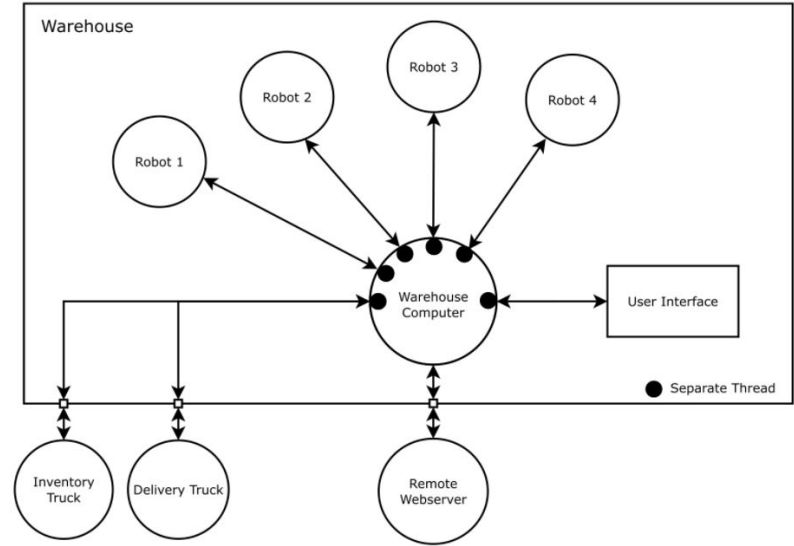 Warehouse
Robot 1
Robot 2
Robot 3
Robot 4
Warehouse
Computer
User Interface
Separate Thread
Inventory
Truck
Delivery Truck
Remote
Webserver